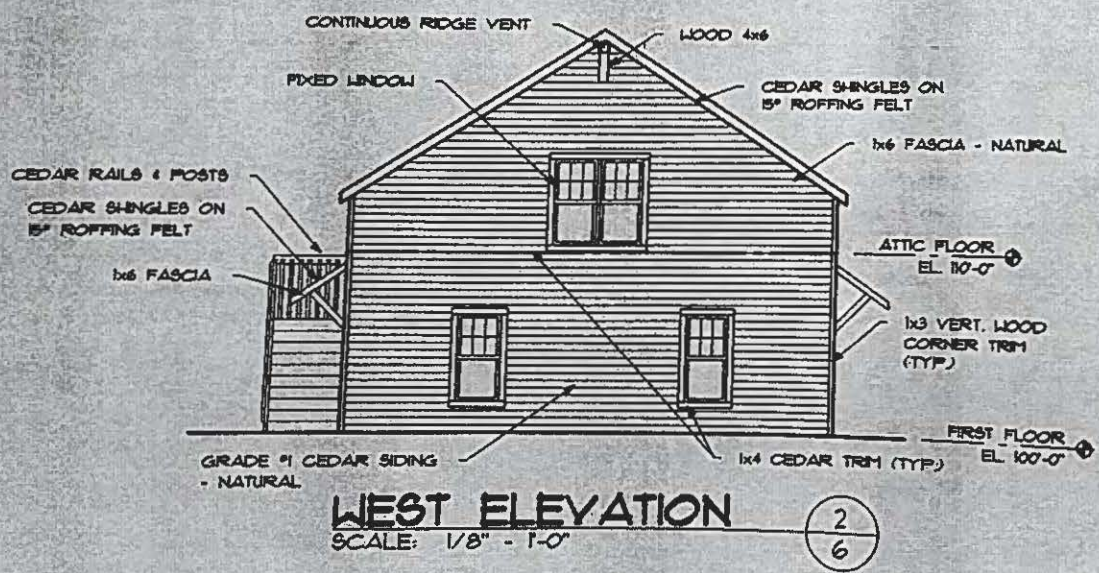 CONTINUOUS RIDGE VENT
WOOD 4x6
FIXED WINDOW
CEDAR SHINGLES ON
15# ROFFING FELT
1x6 FASCIA - NATURAL
CEDAR RAILS & POSTS
CEDAR SHINGLES ON
15# ROFFING FELT
1x6 FASCIA
ATTIC FLOOR
EL. 110'-0"
1x3 VERT. WOOD
CORNER TRIM
(TYP.)
FIRST FLOOR
EL. 100'-0"
GRADE #1 CEDAR SIDING
- NATURAL
1x4 CEDAR TRIM (TYP.)
WEST ELEVATION
SCALE: 1/8" - 1'-0"
2
6